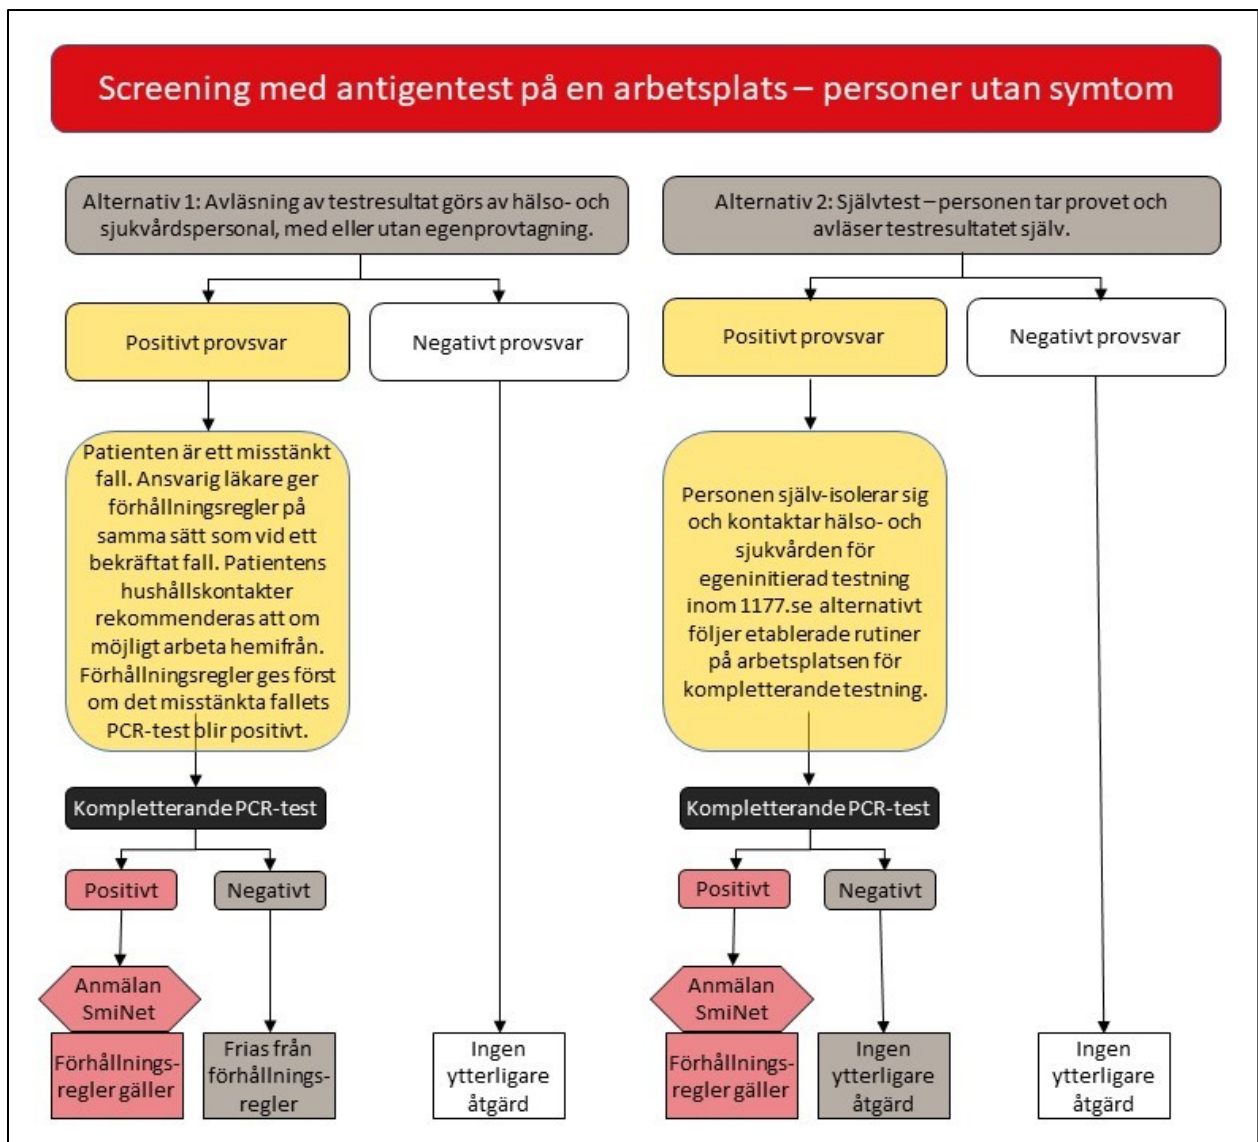 Screening med antigentest på en arbetsplats – personer utan symtom
Alternativ 1: Avläsning av testresultat görs av hälso- och
sjukvårdspersonal, med eller utan egenprovtagning.
Positivt provsvar
Negativt provsvar
Patienten är ett misstänkt
fall. Ansvarig läkare ger
förhållningsregler på
samma sätt som vid ett
bekräftat fall. Patientens
hushållskontakter
rekommenderas att om
möjligt arbeta hemifrån.
Förhållningsregler ges först
om det misstänkta fallets
PCR-test blir positivt.
Kompletterande PCR-test
Positivt
Negativt
Anmälan
SmiNet
Förhållnings-
regler gäller
Frias från
förhållnings-
regler
Ingen
ytterligare
åtgärd
Alternativ 2: Självtest – personen tar provet och
avläser testresultatet själv.
Positivt provsvar
Negativt provsvar
Personen själv-isolerar sig
och kontaktar hälso- och
sjukvården för
egeninitierad testning
inom 1177.se alternativt
följer etablerade rutiner
på arbetsplatsen för
kompletterande testning.
Kompletterande PCR-test
Positivt
Negativt
Anmälan
SmiNet
Förhållnings-
regler gäller
Ingen
ytterligare
åtgärd
Ingen
ytterligare
åtgärd